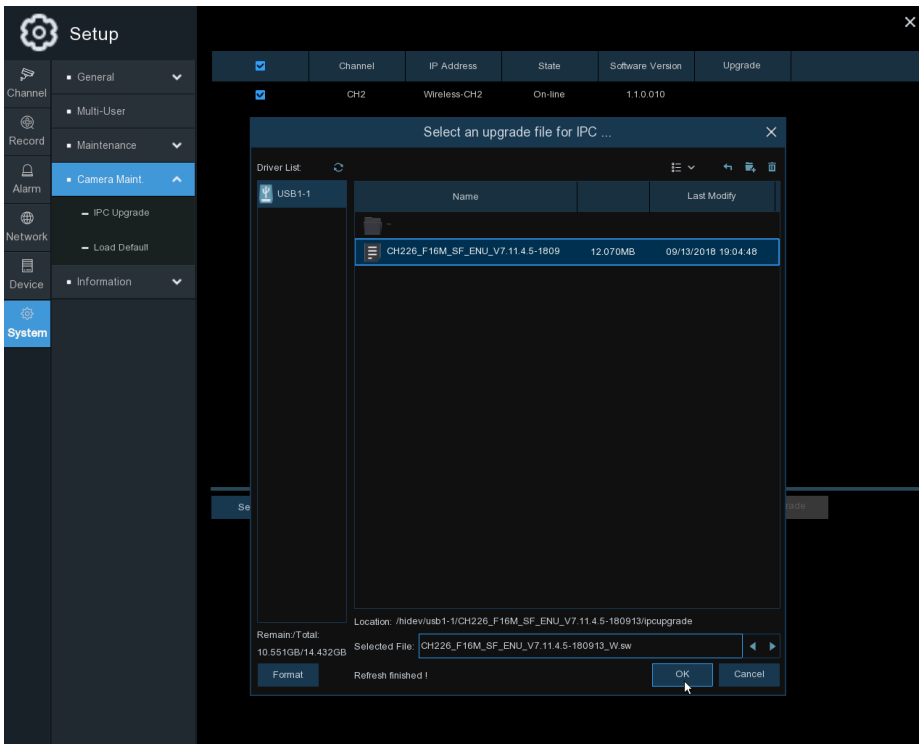 Setup
Channel
Record
Alarm
Network
Device
System
General
Multi-User
Maintenance
Camera Maint.
IPC Upgrade
Load Default
Information
Channel IP Address State Software Version Upgrade
CH2 Wireless-CH2 On-line 1.1.0.010
Select an upgrade file for IPC ...
Driver List:
USB1-1
Name Last Modify
..
CH226_F16M_SF_ENU_V7.11.4.5-1809 12.070MB 09/13/2018 19:04:48
Se
rade
Location: /hidev/usb1-1/CH226_F16M_SF_ENU_V7.11.4.5-180913/ipcupgrade
Remain:/Total:
10.551GB/14.432GB
Selected File: CH226_F16M_SF_ENU_V7.11.4.5-180913_W.sw
Format Refresh finished ! OK Cancel